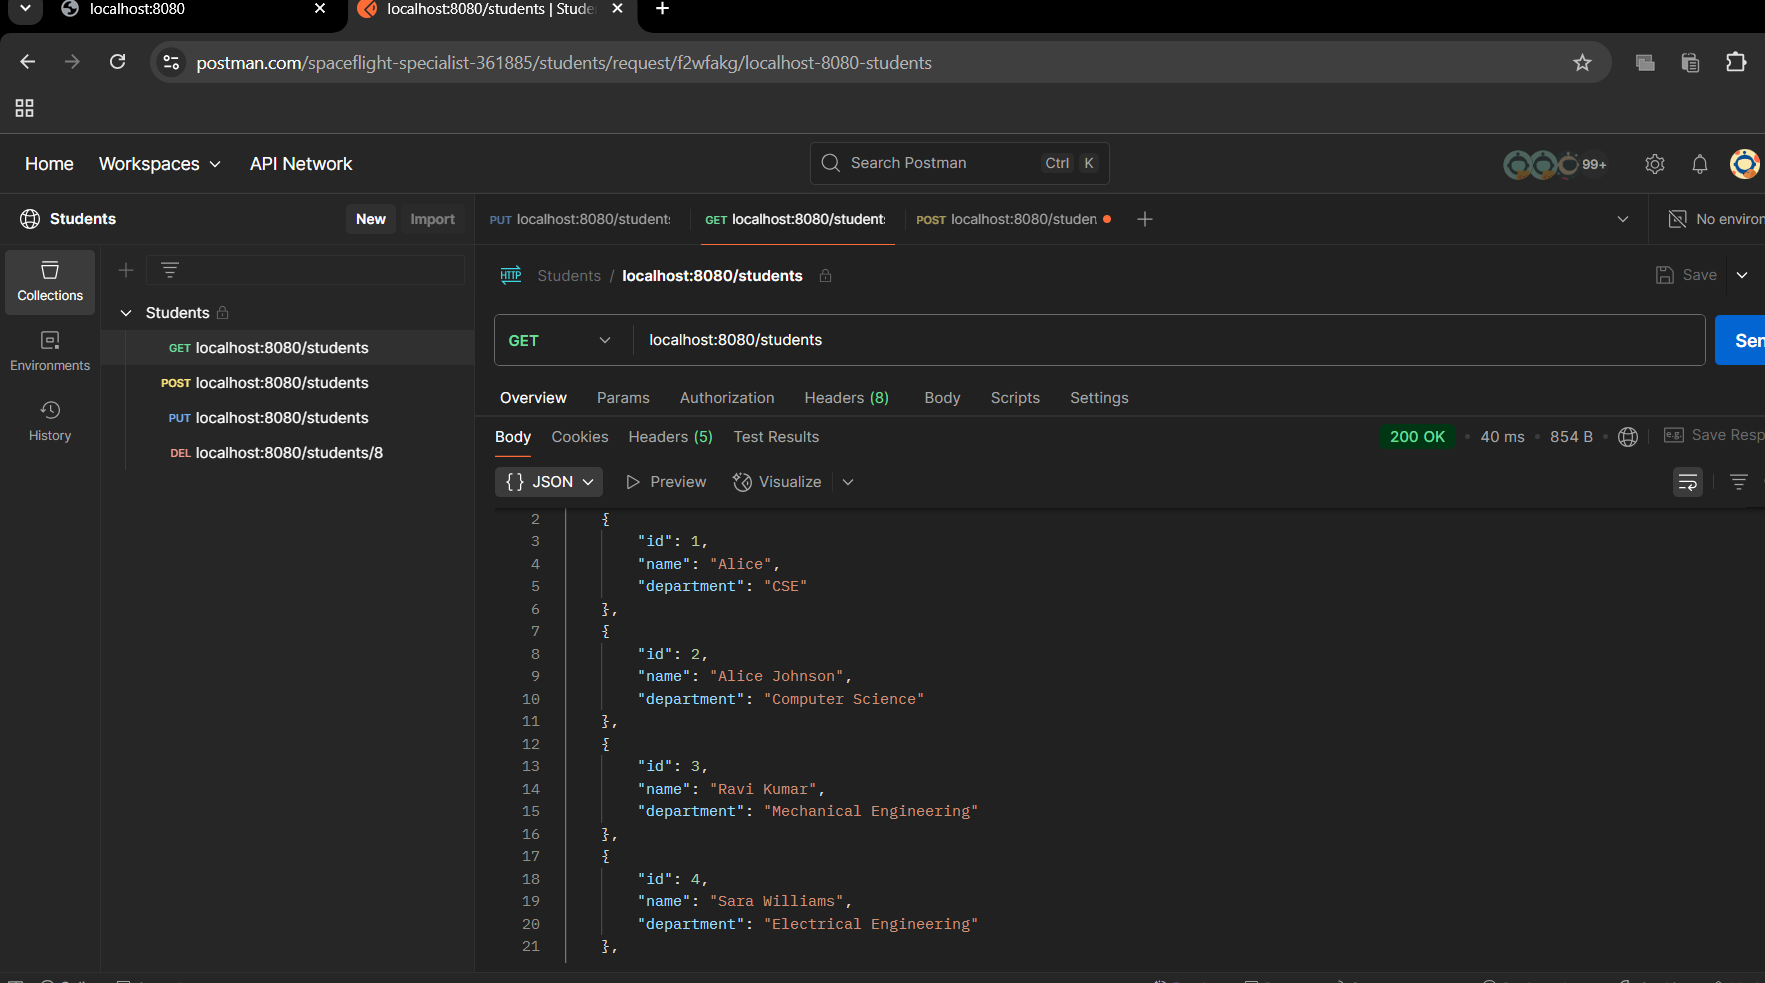 localhost:8080
localhost:8080/students | Stude
postman.com/spaceflight-specialist-361885/students/request/f2wfakg/localhost-8080-students
Home Workspaces API Network
Search Postman Ctrl K
99+
Students New Import
PUT localhost:8080/students
GET localhost:8080/student
POST localhost:8080/studen
No environ
Collections
Environments
History
Students
GET localhost:8080/students
POST localhost:8080/students
PUT localhost:8080/students
DEL localhost:8080/students/8
HTTP Students / localhost:8080/students
Save
GET localhost:8080/students
Sen
Overview Params Authorization Headers (8) Body Scripts Settings
Body Cookies Headers (5) Test Results
200 OK • 40 ms • 854 B •
e.g. Save Resp
{} JSON Preview Visualize
2 {
3 "id": 1,
4 "name": "Alice",
5 "department": "CSE"
6 },
7 {
8 "id": 2,
9 "name": "Alice Johnson",
10 "department": "Computer Science"
11 },
12 {
13 "id": 3,
14 "name": "Ravi Kumar",
15 "department": "Mechanical Engineering"
16 },
17 {
18 "id": 4,
19 "name": "Sara Williams",
20 "department": "Electrical Engineering"
21 },